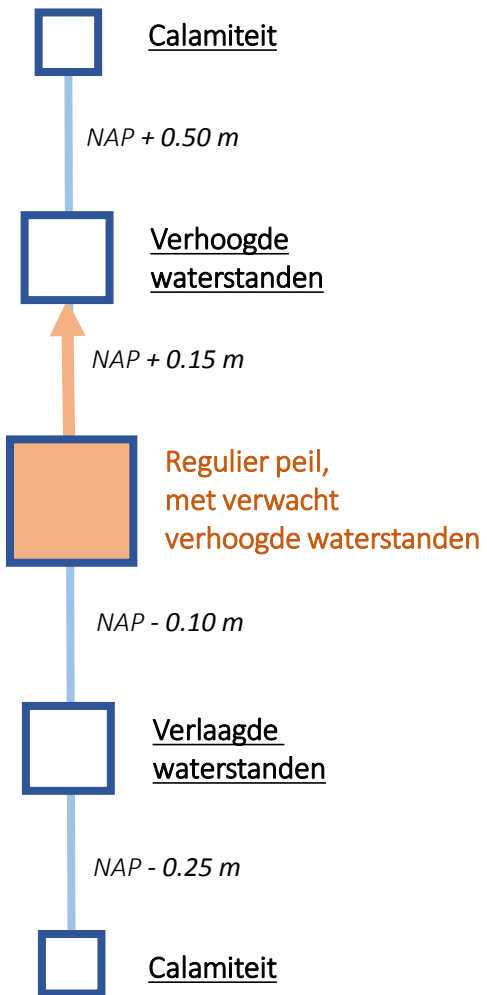 Calamiteit
NAP + 0.50 m
Verhoogde
waterstanden
NAP + 0.15 m
Regulier peil,
met verwacht
verhoogde waterstanden
NAP - 0.10 m
Verlaagde
waterstanden
NAP - 0.25 m
Calamiteit